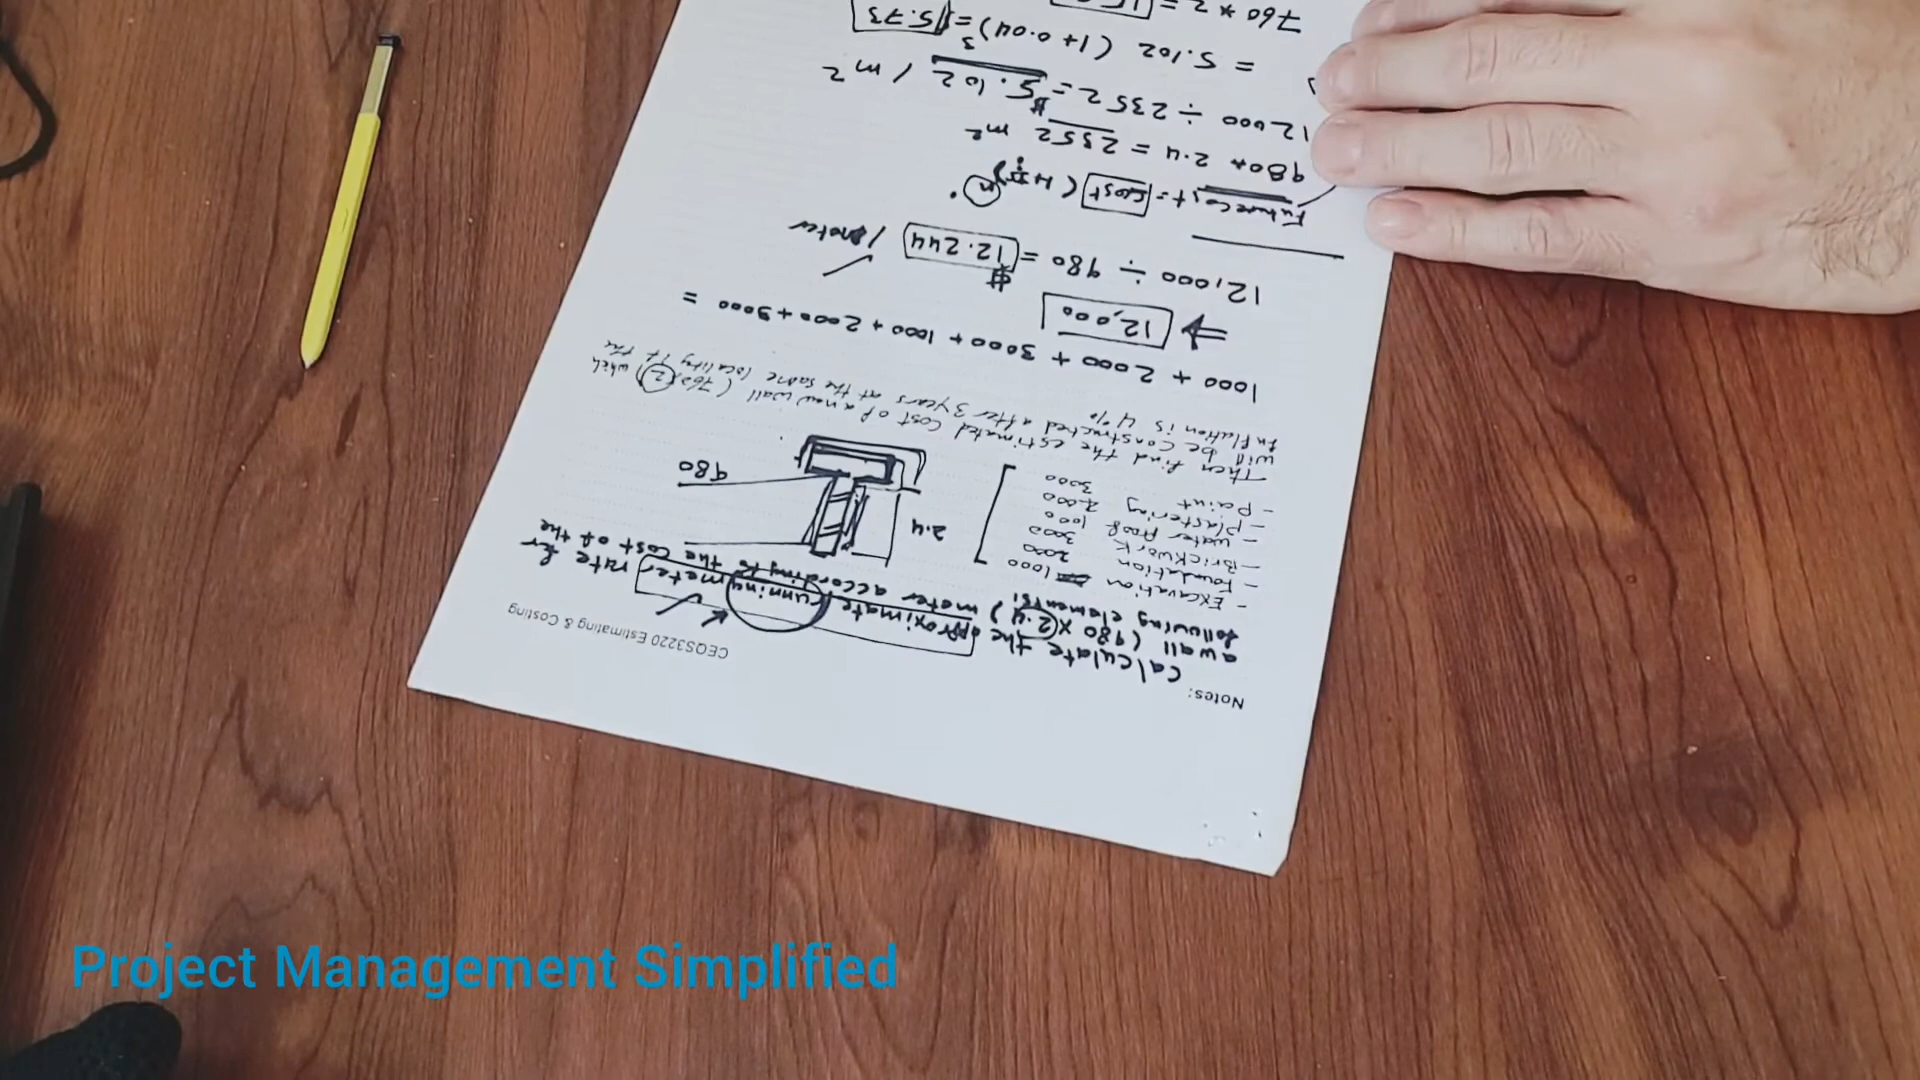 CEQS3220 Estimating & Costing
Notes:
Calculate the approximate running meter rate for
a wall (980 x 2.4) meter according to the cost of the
following elements:
- Excavation 1000
- Foundation 2000
- Brickwork 3000
- water proof 1000
- plastering 2000
- paint 3000
2.4
980
Then find the estimated cost of a new wall (760x2) which
will be constructed after 3 years at the same locality if the
Inflation is 4%
1000 + 2000 + 3000 + 1000 + 2000 + 3000 =
12,000
12,000 ÷ 980 = $12.244 / meter
Future Cost = Cost (1+i)n
980* 2.4 = 2352 m2
12000 ÷ 2352 = $5.102 / m2
= 5.102 (1+0.04)3 = 5.73
760 * 2 =
Project Management Simplified